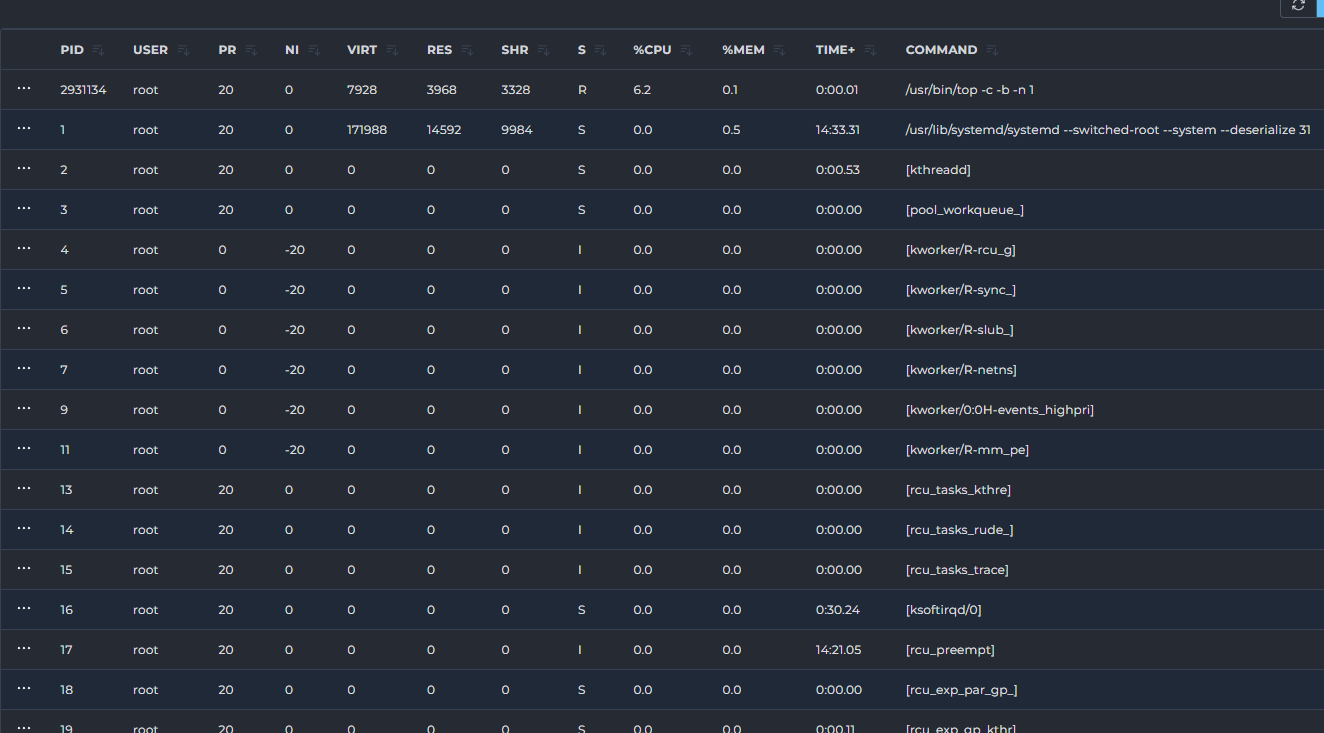 PID USER PR NI VIRT RES SHR S %CPU %MEM TIME+ COMMAND
2931134 root 20 0 7928 3968 3328 R 6.2 0.1 0:00.01 /usr/bin/top -c -b -n 1
1 root 20 0 171988 14592 9984 S 0.0 0.5 14:33.31 /usr/lib/systemd/systemd --switched-root --system --deserialize 31
2 root 20 0 0 0 0 S 0.0 0.0 0:00.53 [kthreadd]
3 root 20 0 0 0 0 S 0.0 0.0 0:00.00 [pool_workqueue_]
4 root 0 -20 0 0 0 I 0.0 0.0 0:00.00 [kworker/R-rcu_g]
5 root 0 -20 0 0 0 I 0.0 0.0 0:00.00 [kworker/R-sync_]
6 root 0 -20 0 0 0 I 0.0 0.0 0:00.00 [kworker/R-slub_]
7 root 0 -20 0 0 0 I 0.0 0.0 0:00.00 [kworker/R-netns]
9 root 0 -20 0 0 0 I 0.0 0.0 0:00.00 [kworker/0:0H-events_highpri]
11 root 0 -20 0 0 0 I 0.0 0.0 0:00.00 [kworker/R-mm_pe]
13 root 20 0 0 0 0 I 0.0 0.0 0:00.00 [rcu_tasks_kthre]
14 root 20 0 0 0 0 I 0.0 0.0 0:00.00 [rcu_tasks_rude_]
15 root 20 0 0 0 0 I 0.0 0.0 0:00.00 [rcu_tasks_trace]
16 root 20 0 0 0 0 S 0.0 0.0 0:30.24 [ksoftirqd/0]
17 root 20 0 0 0 0 I 0.0 0.0 14:21.05 [rcu_preempt]
18 root 20 0 0 0 0 S 0.0 0.0 0:00.00 [rcu_exp_par_gp_]
19 root 20 0 0 0 0 S 0.0 0.0 0:00.11 [rcu_exp_gp_kthr]